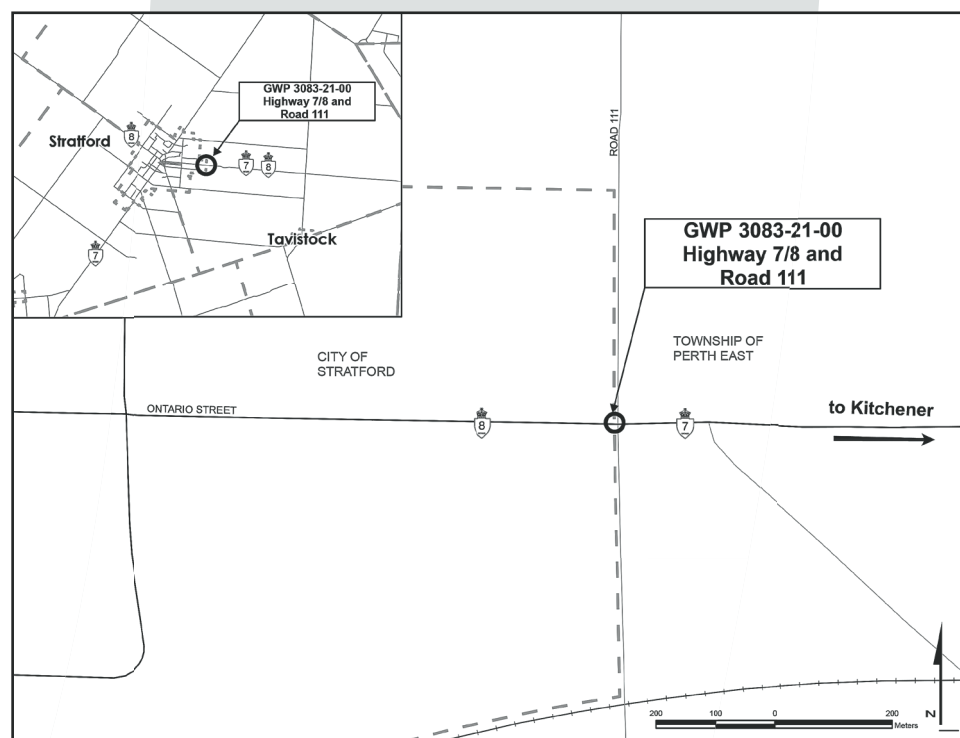 GWP 3083-21-00
Highway 7/8 and
Road 111
8
Stratford
7
8
Tavistock
7
ROAD 111
GWP 3083-21-00
Highway 7/8 and
Road 111
CITY OF
STRATFORD
TOWNSHIP OF
PERTH EAST
ONTARIO STREET
8
7
to Kitchener
200
100
0
200
Meters
N